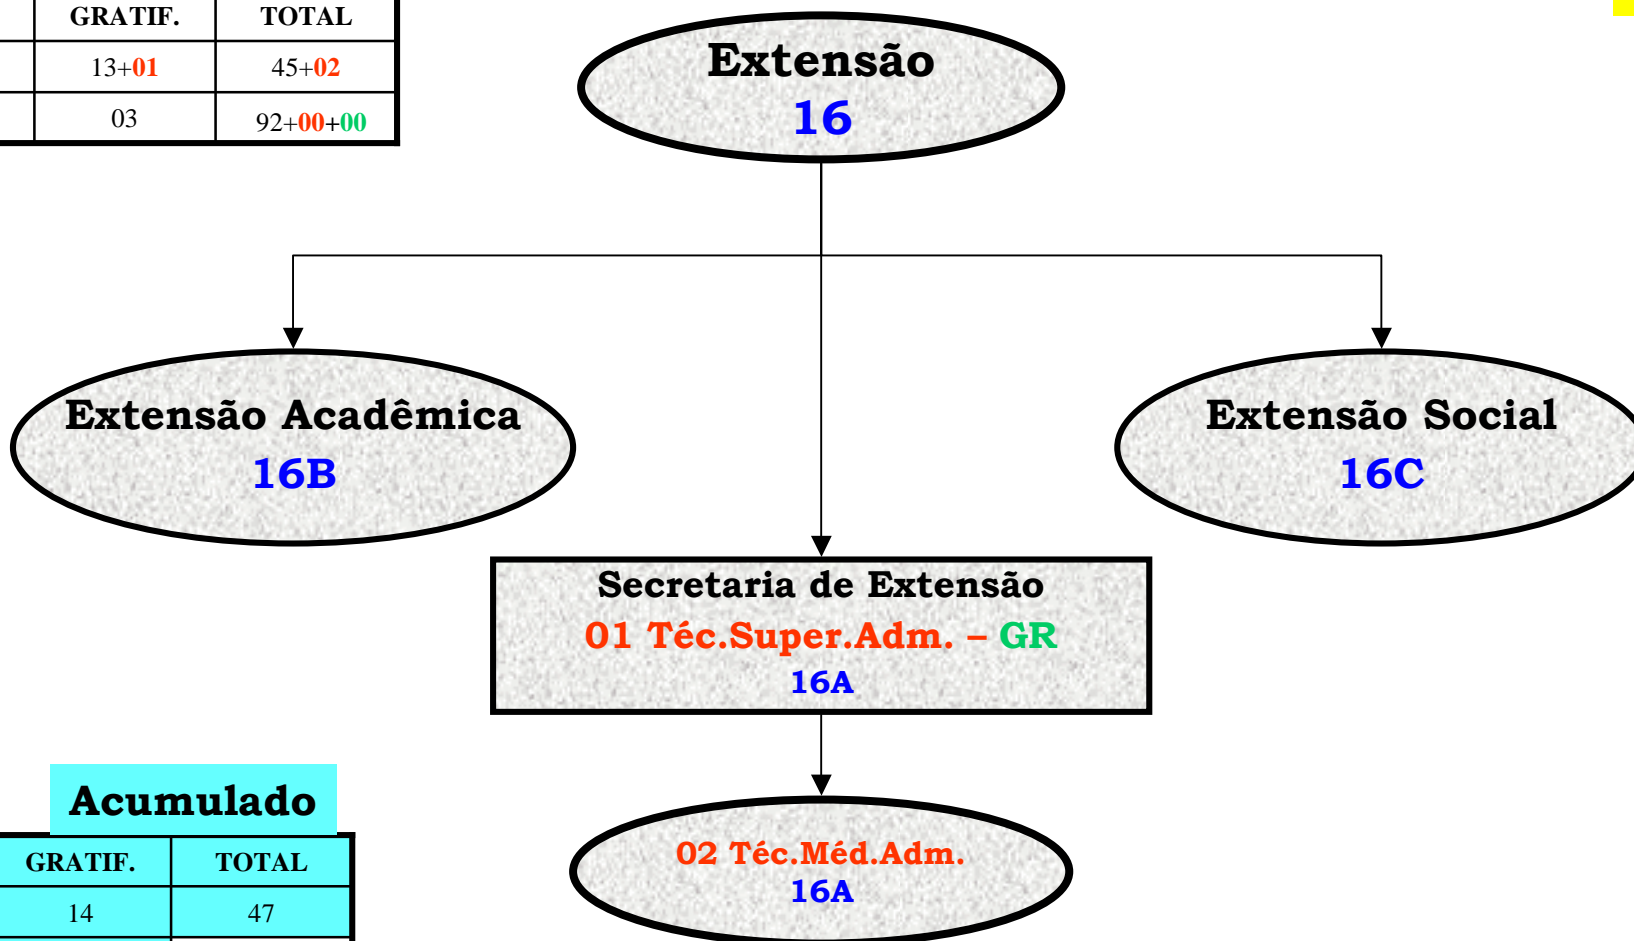 GRATIF. TOTAL
13+01 45+02
03 92+00+00
Extensão
16
Extensão Acadêmica
16B
Extensão Social
16C
Secretaria de Extensão
01 Téc.Super.Adm. – GR
16A
02 Téc.Méd.Adm.
16A
Acumulado
GRATIF. TOTAL
14 47